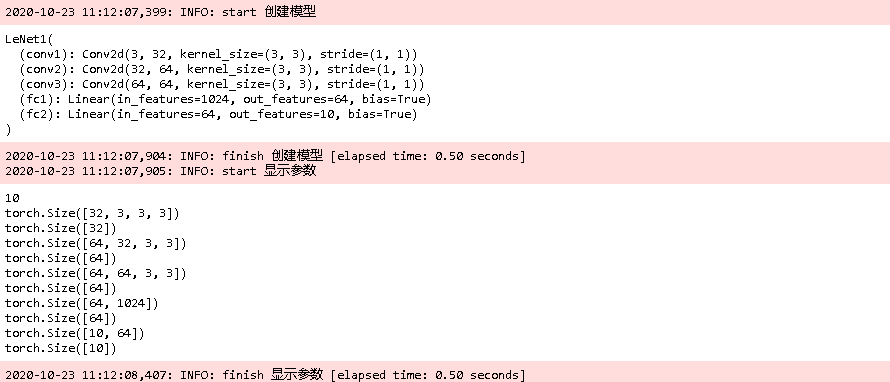 2020-10-23 11:12:07,399: INFO: start 创建模型
LeNet1(
  (conv1): Conv2d(3, 32, kernel_size=(3, 3), stride=(1, 1))
  (conv2): Conv2d(32, 64, kernel_size=(3, 3), stride=(1, 1))
  (conv3): Conv2d(64, 64, kernel_size=(3, 3), stride=(1, 1))
  (fc1): Linear(in_features=1024, out_features=64, bias=True)
  (fc2): Linear(in_features=64, out_features=10, bias=True)
)
2020-10-23 11:12:07,904: INFO: finish 创建模型 [elapsed time: 0.50 seconds]
2020-10-23 11:12:07,905: INFO: start 显示参数
10
torch.Size([32, 3, 3, 3])
torch.Size([32])
torch.Size([64, 32, 3, 3])
torch.Size([64])
torch.Size([64, 64, 3, 3])
torch.Size([64])
torch.Size([64, 1024])
torch.Size([64])
torch.Size([10, 64])
torch.Size([10])
2020-10-23 11:12:08,407: INFO: finish 显示参数 [elapsed time: 0.50 seconds]